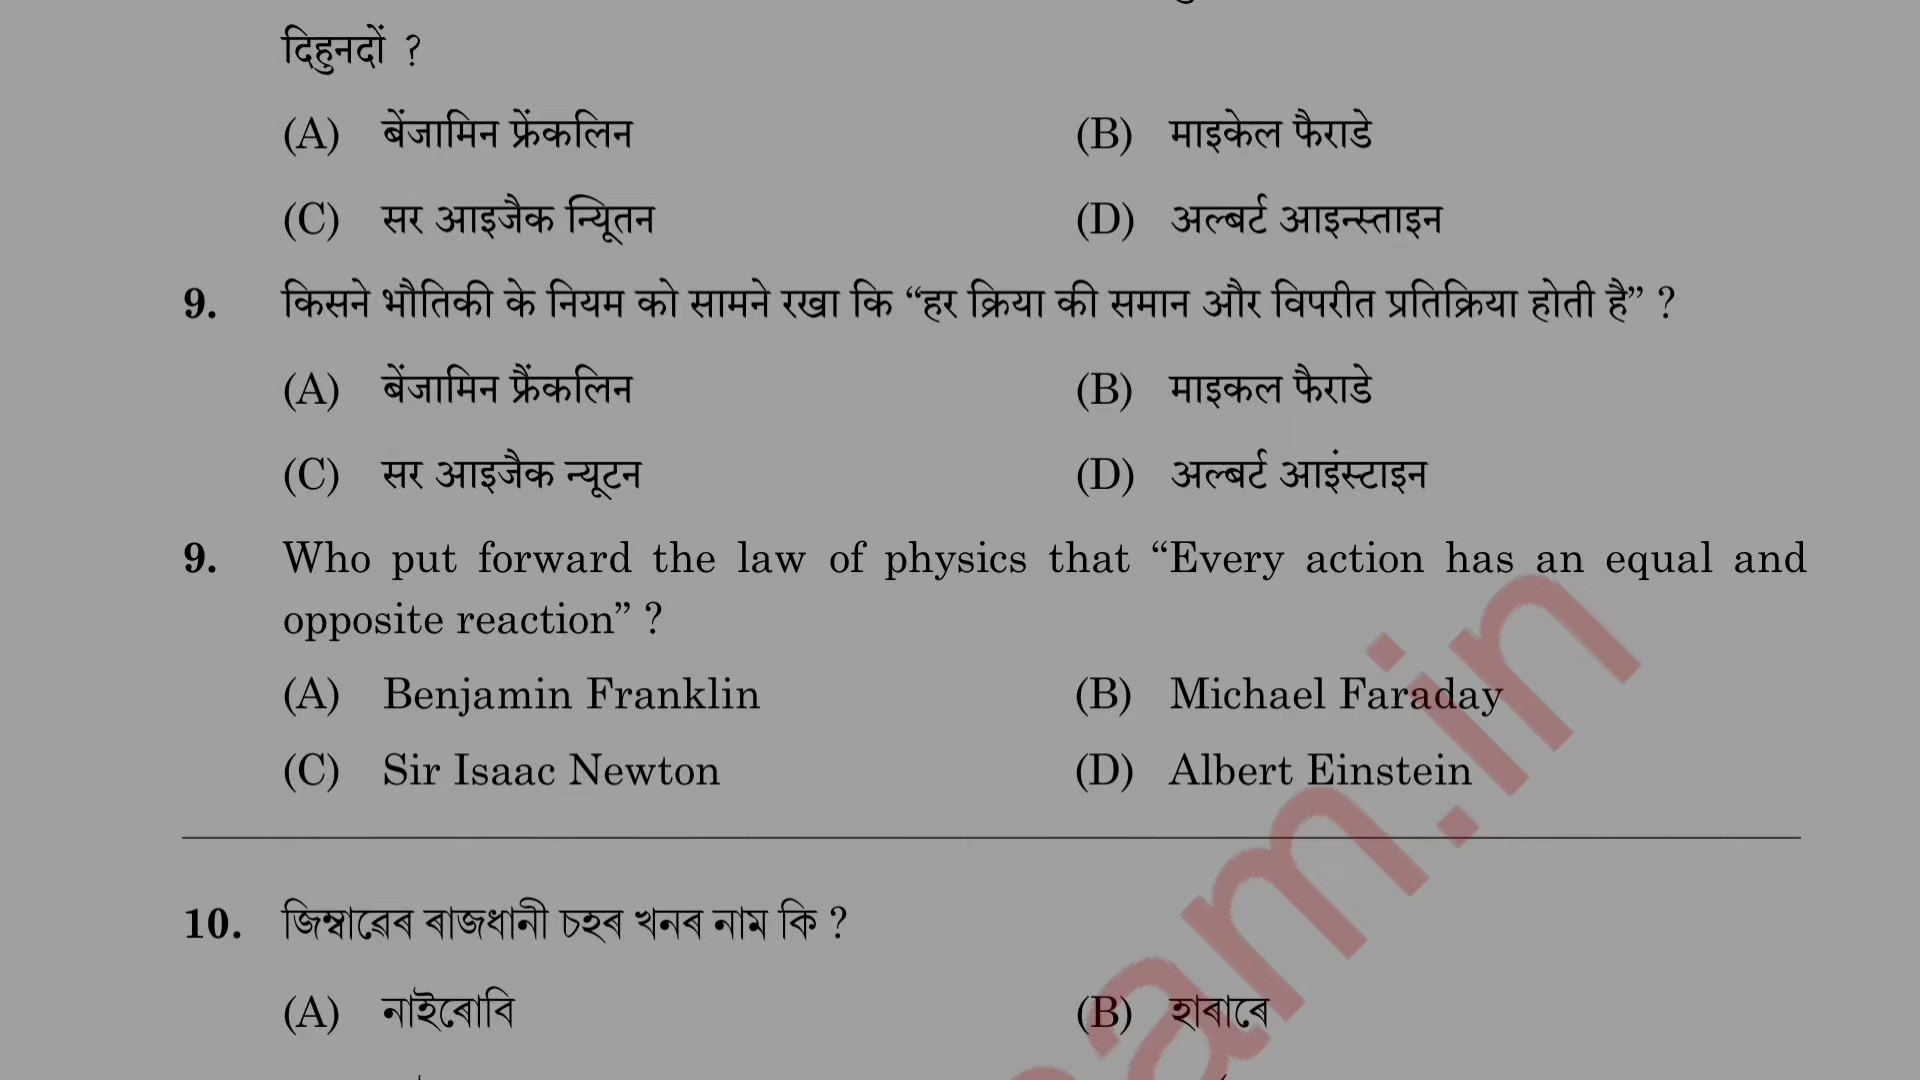 दिहुनदों ?
(A) बेंजामिन फ्रेंकलिन (B) माइकेल फैराडे
(C) सर आइजैक न्यिूतन (D) अल्बर्ट आइन्स्ताइन
9. किसने भौतिकी के नियम को सामने रखा कि “हर क्रिया की समान और विपरीत प्रतिक्रिया होती है” ?
(A) बेंजामिन फ्रैंकलिन (B) माइकल फैराडे
(C) सर आइजैक न्यूटन (D) अल्बर्ट आइंस्टाइन
9. Who put forward the law of physics that “Every action has an equal and
opposite reaction” ?
(A) Benjamin Franklin (B) Michael Faraday
(C) Sir Isaac Newton (D) Albert Einstein
10. জিম্বাৱেৰ ৰাজধানী চহৰ খনৰ নাম কি ?
(A) নাইৰোবি (B) হাৰাৰে
am.in